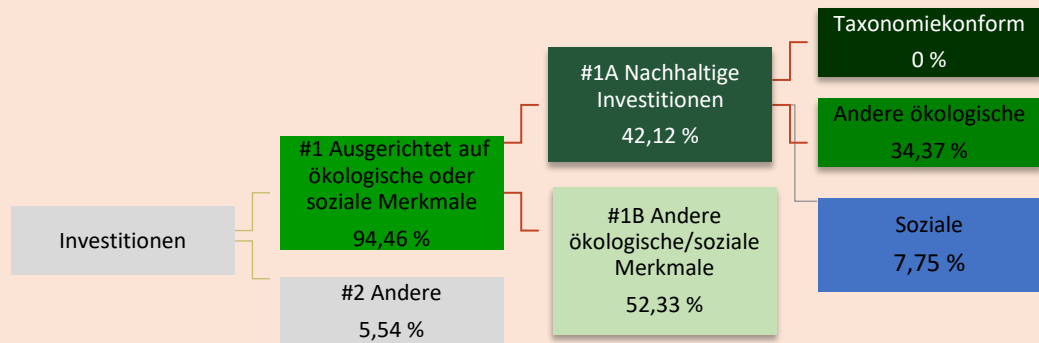 Investitionen
#1 Ausgerichtet auf
ökologische oder
soziale Merkmale
94,46 %
#2 Andere
5,54 %
#1A Nachhaltige
Investitionen
42,12 %
#1B Andere
ökologische/soziale
Merkmale
52,33 %
Taxonomiekonform
0 %
Andere ökologische
34,37 %
Soziale
7,75 %